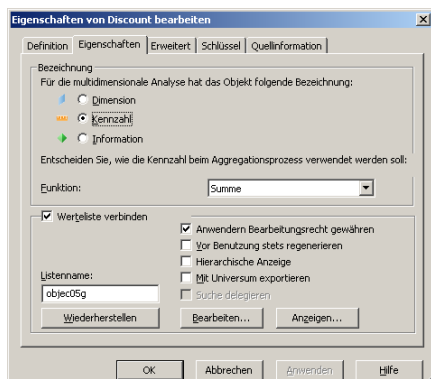 Eigenschaften von Discount bearbeiten
Definition Eigenschaften Erweitert Schlüssel Quellinformation
Bezeichnung
Für die multidimensionale Analyse hat das Objekt folgende Bezeichnung:
Dimension
Kennzahl
Information
Entscheiden Sie, wie die Kennzahl beim Aggregationsprozess verwendet werden soll:
Funktion: Summe
Werteliste verbinden
Anwendern Bearbeitungsrecht gewähren
Vor Benutzung stets regenerieren
Hierarchische Anzeige
Listenname: Mit Universum exportieren
objec05g Suche delegieren
Wiederherstellen Bearbeiten... Anzeigen...
OK Abbrechen Anwenden Hilfe